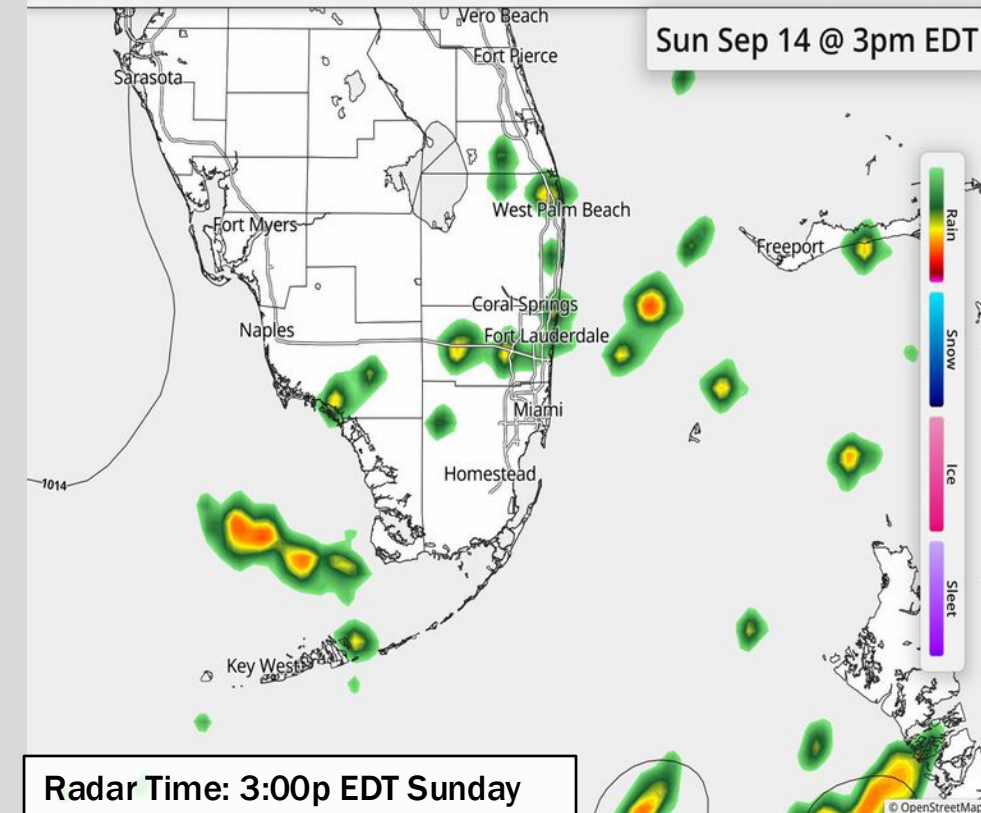 Vero Beach
Sun Sep 14 @ 3pm EDT
Fort Pierce
Sarasota
Rain
West Palm Beach
Fort Myers
Freeport
Coral Springs
Snow
Naples
Fort Lauderdale
Miami
Homestead
Ice
1014
Sleet
Key West
Radar Time: 3:00p EDT Sunday
© OpenStreetMap